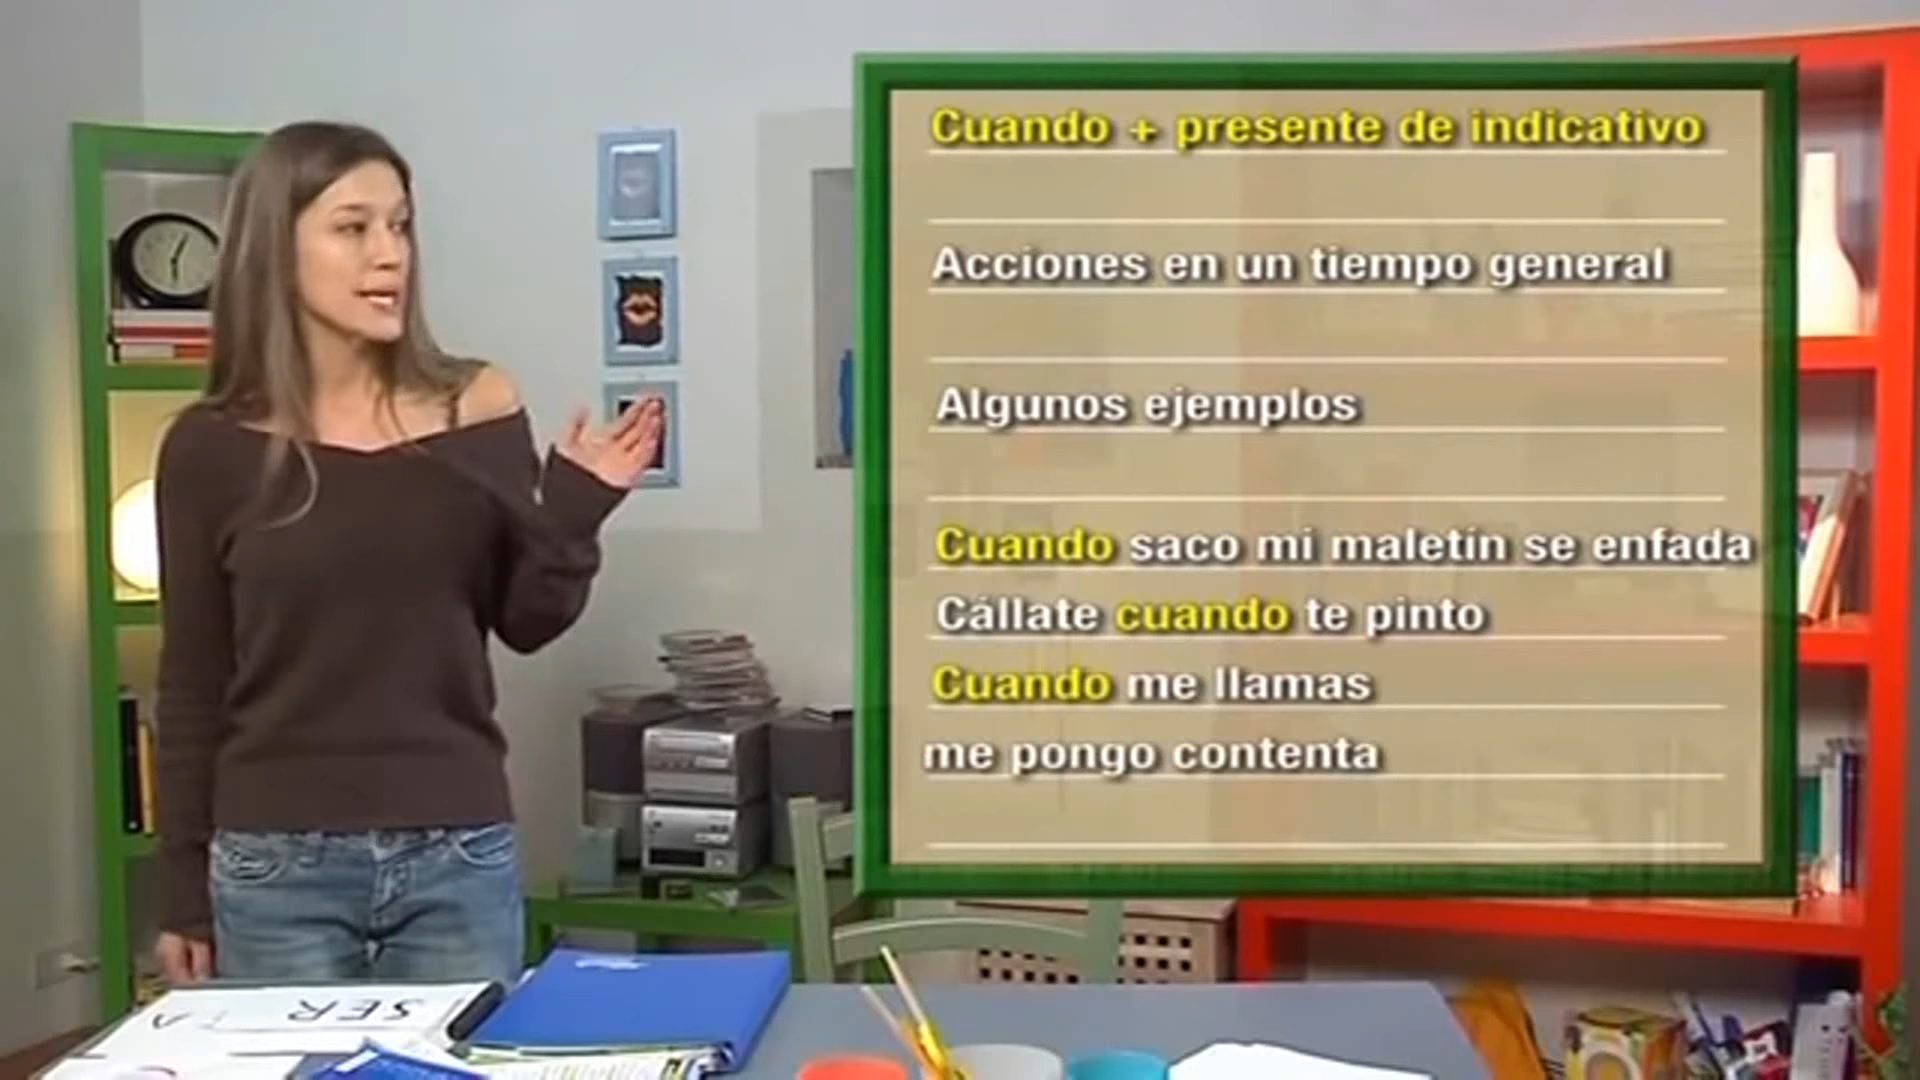 Cuando + presente de indicativo
Acciones en un tiempo general
Algunos ejemplos
Cuando saco mi maletín se enfada
Cállate cuando te pinto
Cuando me llamas
me pongo contenta
SER